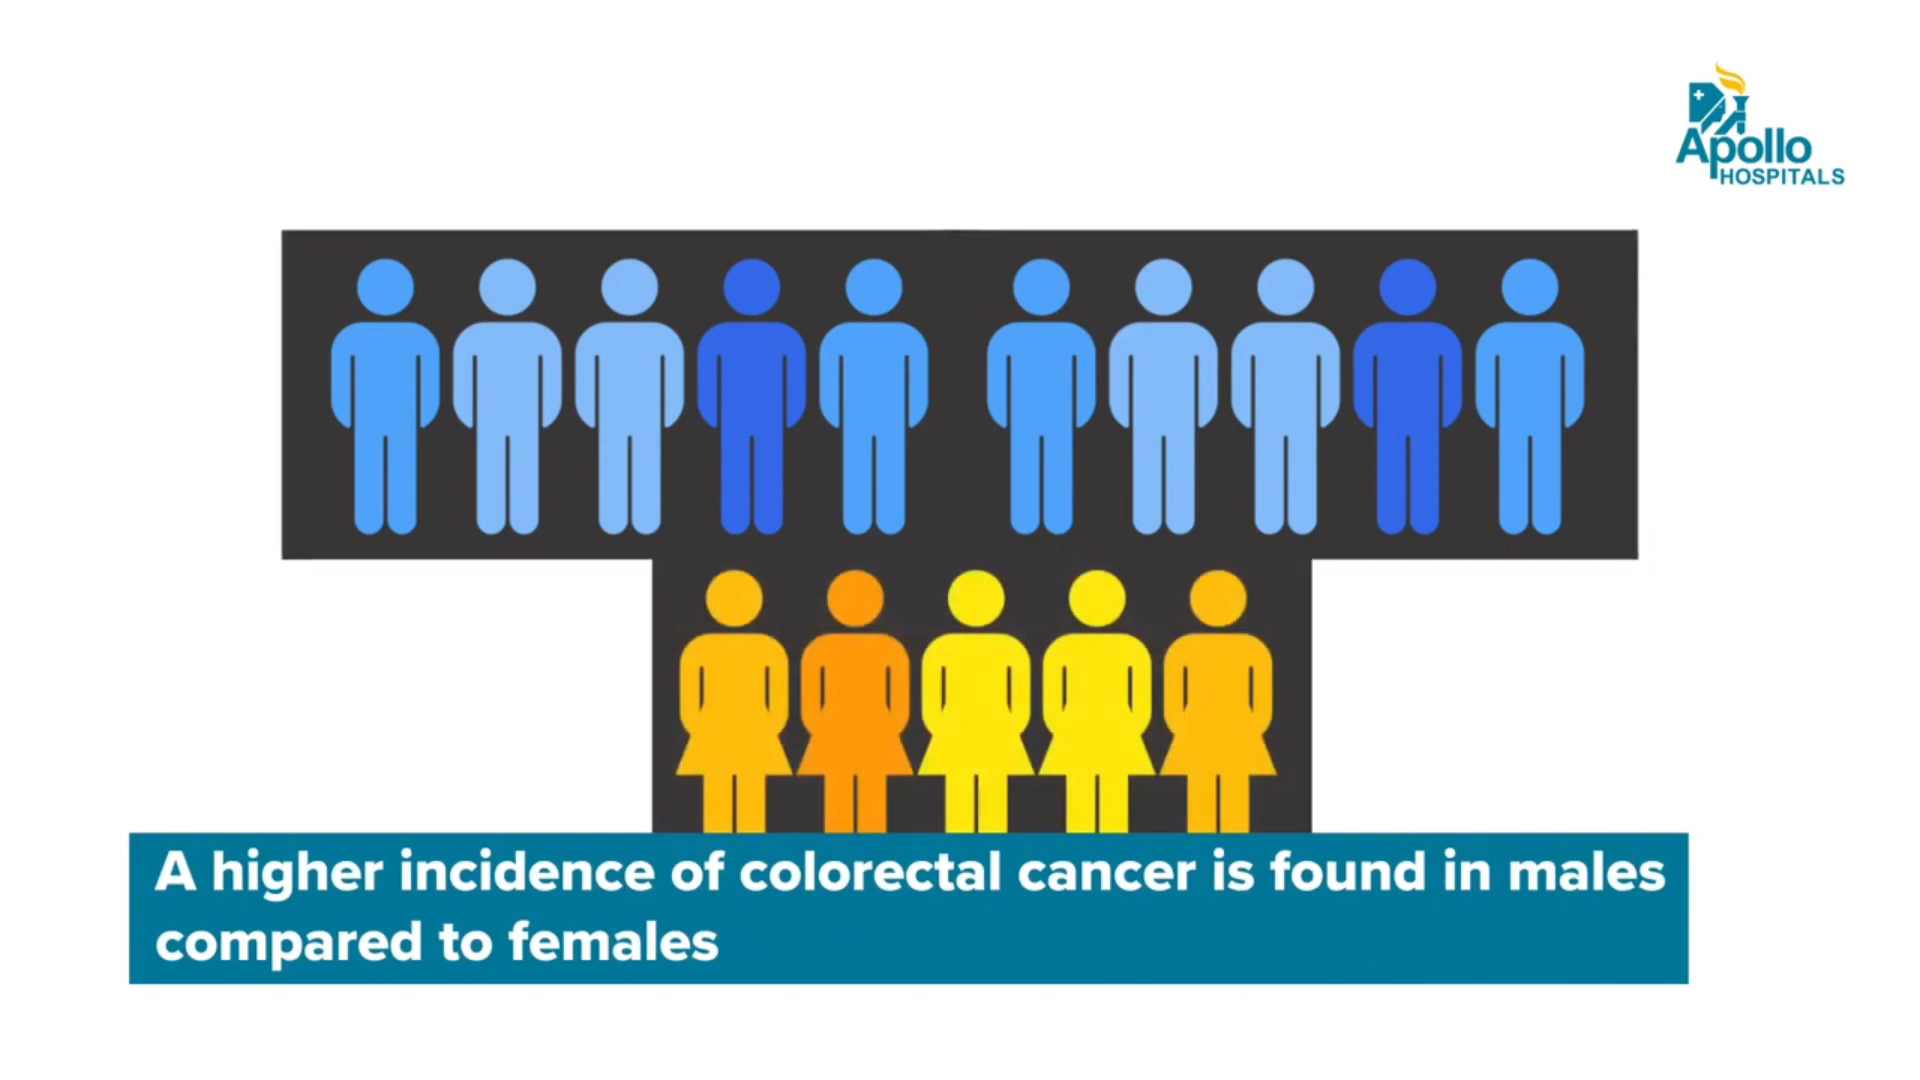 Apollo
HOSPITALS
A higher incidence of colorectal cancer is found in males
compared to females